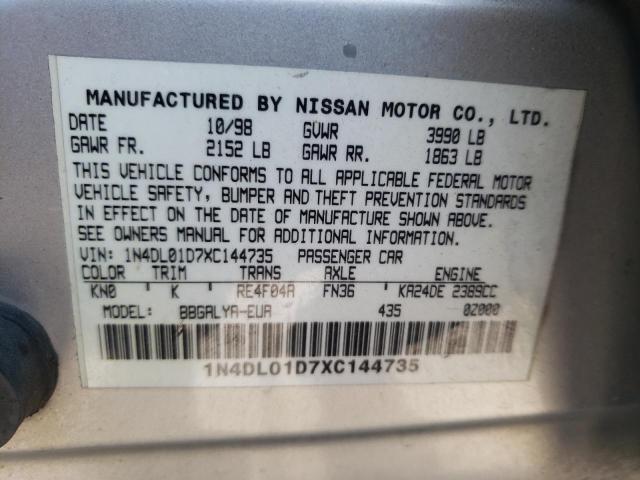 MANUFACTURED BY NISSAN MOTOR CO., LTD.
DATE 10/98 GVWR 3990 LB
GAWR FR. 2152 LB GAWR RR. 1863 LB
THIS VEHICLE CONFORMS TO ALL APPLICABLE FEDERAL MOTOR
VEHICLE SAFETY, BUMPER AND THEFT PREVENTION STANDARDS
IN EFFECT ON THE DATE OF MANUFACTURE SHOWN ABOVE.
SEE OWNERS MANUAL FOR ADDITIONAL INFORMATION.
VIN: 1N4DL01D7XC144735 PASSENGER CAR
COLOR TRIM TRANS AXLE ENGINE
KN0 K RE4F04A FN36 KA24DE 2389CC
MODEL: BBGALYA-EUA 435 0Z000
1N4DL01D7XC144735